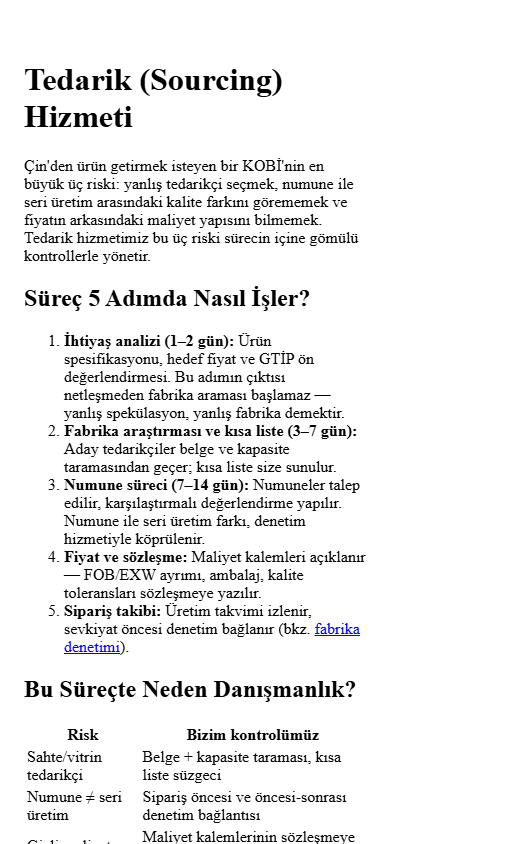 Tedarik (Sourcing)
Hizmeti
Çin'den ürün getirmek isteyen bir KOBİ'nin en
büyük üç riski: yanlış tedarikçi seçmek, numune ile
seri üretim arasındaki kalite farkını görememek ve
fiyatın arkasındaki maliyet yapısını bilmemek.
Tedarik hizmetimiz bu üç riski sürecin içine gömülü
kontrollerle yönetir.
Süreç 5 Adımda Nasıl İşler?
1. İhtiyaş analizi (1–2 gün): Ürün
spesifikasyonu, hedef fiyat ve GTİP ön
değerlendirmesi. Bu adımın çıktısı
netleşmeden fabrika araması başlamaz —
yanlış spekülasyon, yanlış fabrika demektir.
2. Fabrika araştırması ve kısa liste (3–7 gün):
Aday tedarikçiler belge ve kapasite
taramasından geçer; kısa liste size sunulur.
3. Numune süreci (7–14 gün): Numuneler talep
edilir, karşılaştırmalı değerlendirme yapılır.
Numune ile seri üretim farkı, denetim
hizmetiyle köprülenir.
4. Fiyat ve sözleşme: Maliyet kalemleri açıklanır
— FOB/EXW ayrımı, ambalaj, kalite
toleransları sözleşmeye yazılır.
5. Sipariş takibi: Üretim takvimi izlenir,
sevkiyat öncesi denetim bağlanır (bkz. fabrika
denetimi).
Bu Süreçte Neden Danışmanlık?
Risk Bizim kontrolümüz
Sahte/vitrin Belge + kapasite taraması, kısa
tedarikçi liste süzgeci
Numune ≠ seri Sipariş öncesi ve öncesi-sonrası
üretim denetim bağlantısı
Maliyet kalemlerinin sözleşmeye